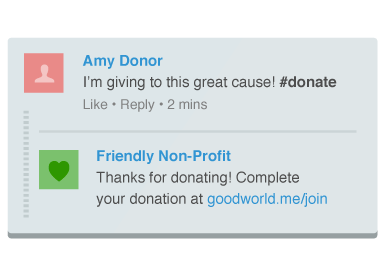 Amy Donor
I'm giving to this great cause! #donate
Like • Reply • 2 mins
Friendly Non-Profit
Thanks for donating! Complete
your donation at goodworld.me/join